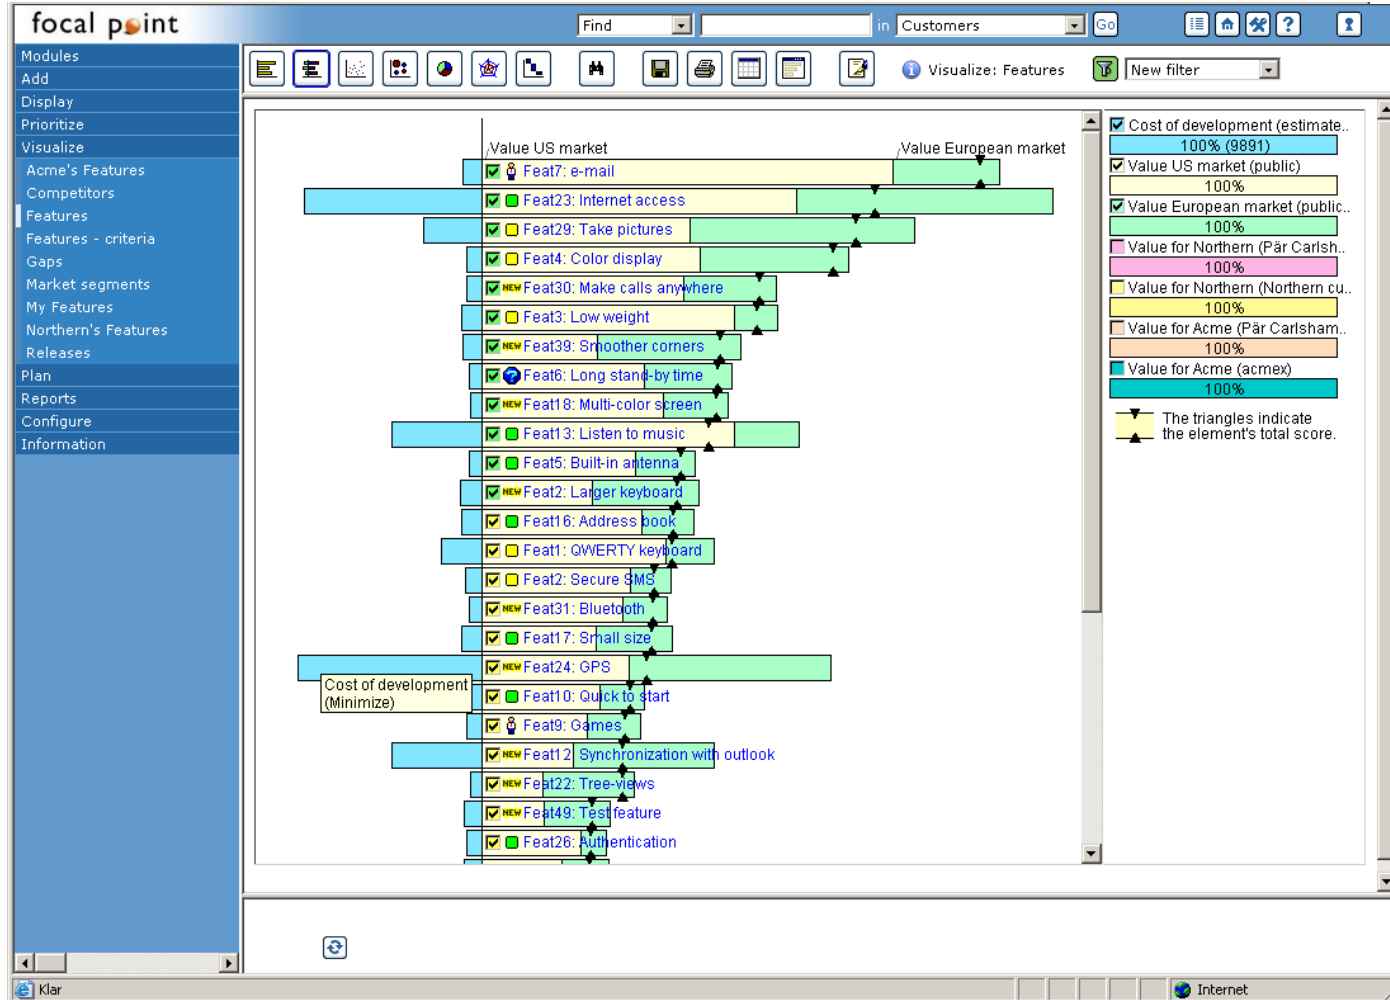 focal point
Find
in
Customers
Go
Modules
Add
Display
Prioritize
Visualize
Acme's Features
Competitors
Features
Features - criteria
Gaps
Market segments
My Features
Northern's Features
Releases
Plan
Reports
Configure
Information
Visualize: Features
New filter
Value US market
Value European market
Feat7: e-mail
Feat23: Internet access
Feat29: Take pictures
Feat4: Color display
NEW Feat30: Make calls anywhere
Feat3: Low weight
NEW Feat39: Smoother corners
Feat6: Long stand-by time
NEW Feat18: Multi-color screen
Feat13: Listen to music
Feat5: Built-in antenna
NEW Feat2: Larger keyboard
Feat16: Address book
Feat1: QWERTY keyboard
Feat2: Secure SMS
NEW Feat31: Bluetooth
Feat17: Small size
NEW Feat24: GPS
Cost of development
(Minimize)
Feat10: Quick to start
Feat9: Games
NEW Feat12 Synchronization with outlook
NEW Feat22: Tree-views
NEW Feat49: Test feature
Feat26: Authentication
Cost of development (estimate..
100% (9891)
Value US market (public)
100%
Value European market (public..
100%
Value for Northern (Pär Carlsh..
100%
Value for Northern (Northern cu..
100%
Value for Acme (Pär Carlsham..
100%
Value for Acme (acmex)
100%
The triangles indicate
the element's total score.
Klar
Internet